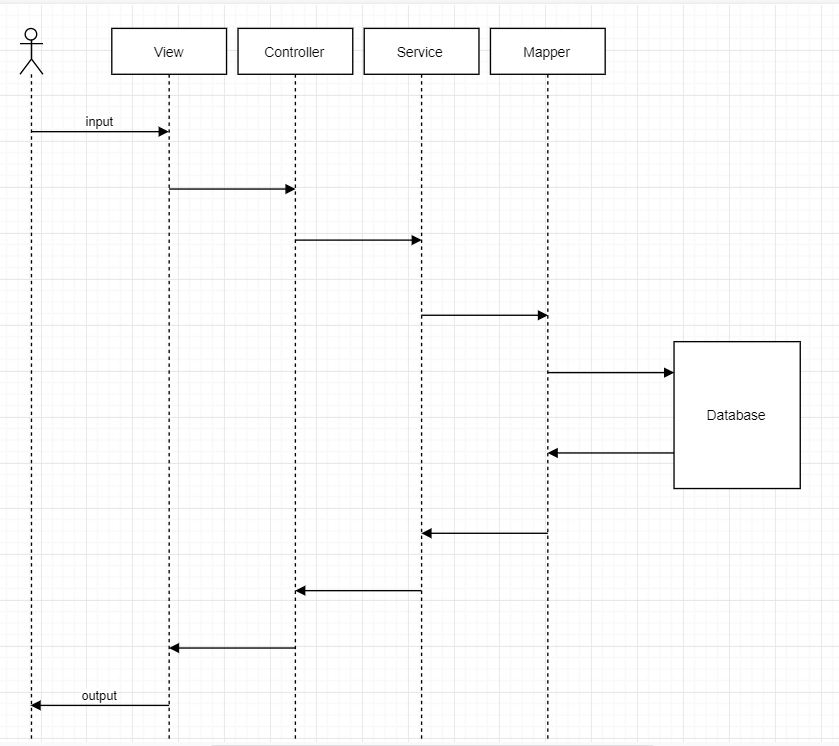 View
Controller
Service
Mapper
input
Database
output